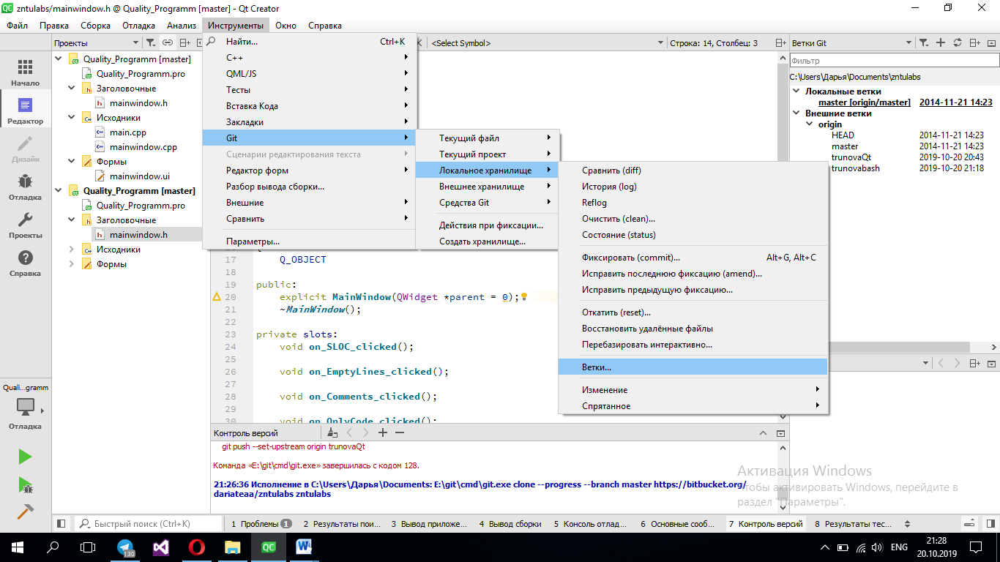 zntulabs/mainwindow.h @ Quality_Programm [master] - Qt Creator
Файл Правка Сборка Отладка Анализ Инструменты Окно Справка
Проекты
<Select Symbol>
Строка: 14, Столбец: 3
Ветки Git
Начало
Редактор
Дизайн
Отладка
Проекты
Справка
Quality_Programm [master]
Quality_Programm.pro
Заголовочные
mainwindow.h
Исходники
main.cpp
mainwindow.cpp
Формы
mainwindow.ui
Quality_Programm [master]
Quality_Programm.pro
Заголовочные
mainwindow.h
Исходники
Формы
Найти... Ctrl+K
C++
QML/JS
Тесты
Вставка Кода
Закладки
Git
Сценарии редактирования текста
Редактор форм
Разбор вывода сборки...
Внешние
Сравнить
Параметры...
Текущий файл
Текущий проект
Локальное хранилище
Внешнее хранилище
Средства Git
Действия при фиксации...
Создать хранилище...
Сравнить (diff)
История (log)
Reflog
Очистить (clean)...
Состояние (status)
Фиксировать (commit)... Alt+G, Alt+C
Исправить последнюю фиксацию (amend)...
Исправить предыдущую фиксацию...
Откатить (reset)...
Восстановить удалённые файлы
Перебазировать интерактивно...
Ветки...
Изменение
Спрятанное
Фильтр
C:\Users\Дарья\Documents\zntulabs
Локальные ветки
master [origin/master] 2014-11-21 14:23
Внешние ветки
origin
HEAD 2014-11-21 14:23
master 2014-11-21 14:23
trunovaQt 2019-10-20 20:43
trunovabash 2019-10-20 21:18
17 Q_OBJECT
18
19 public:
20 explicit MainWindow(QWidget *parent = 0);
21 ~MainWindow();
22
23 private slots:
24 void on_SLOC_clicked();
25
26 void on_EmptyLines_clicked();
27
28 void on_Comments_clicked();
29
30 void on_OnlyCode_clicked();
Quali...gramm
Отладка
Контроль версий
git push --set-upstream origin trunovaQt
Команда «E:\git\cmd\git.exe» завершилась с кодом 128.
21:26:36 Исполнение в C:\Users\Дарья\Documents: E:\git\cmd\git.exe clone --progress --branch master https://bitbucket.org/
dariateaa/zntulabs zntulabs
Активация Windows
Чтобы активировать Windows, перейдите в
раздел "Параметры".
Быстрый поиск (Ctrl+K)
1 Проблемы 1 2 Результаты пои... 3 Вывод приложе... 4 Вывод сборки 5 Консоль отлад... 6 Основные сооб... 7 Контроль версий 8 Результаты тес...
130
ENG
21:28
20.10.2019